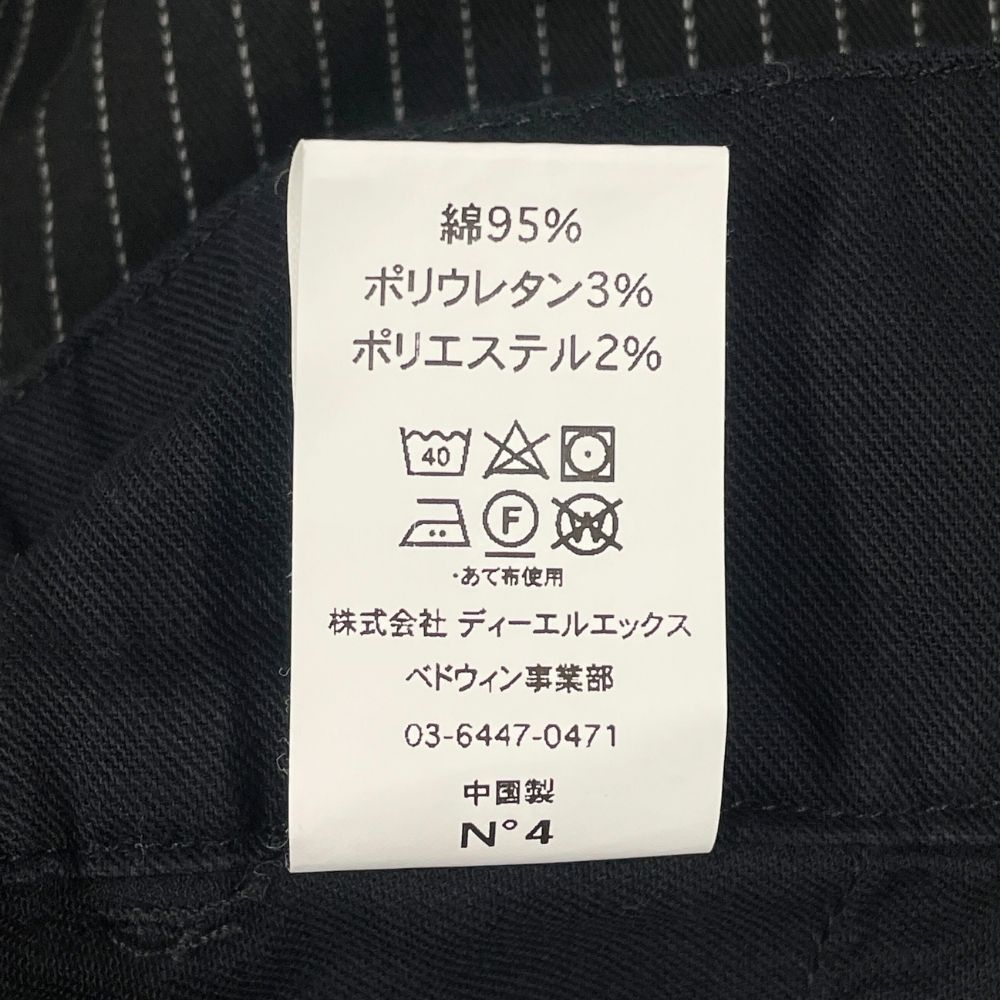 綿95%
ポリウレタン3%
ポリエステル2%
40
F W
・あて布使用
株式会社 ディーエルエックス
ベドウィン事業部
03-6447-0471
中国製
N°4